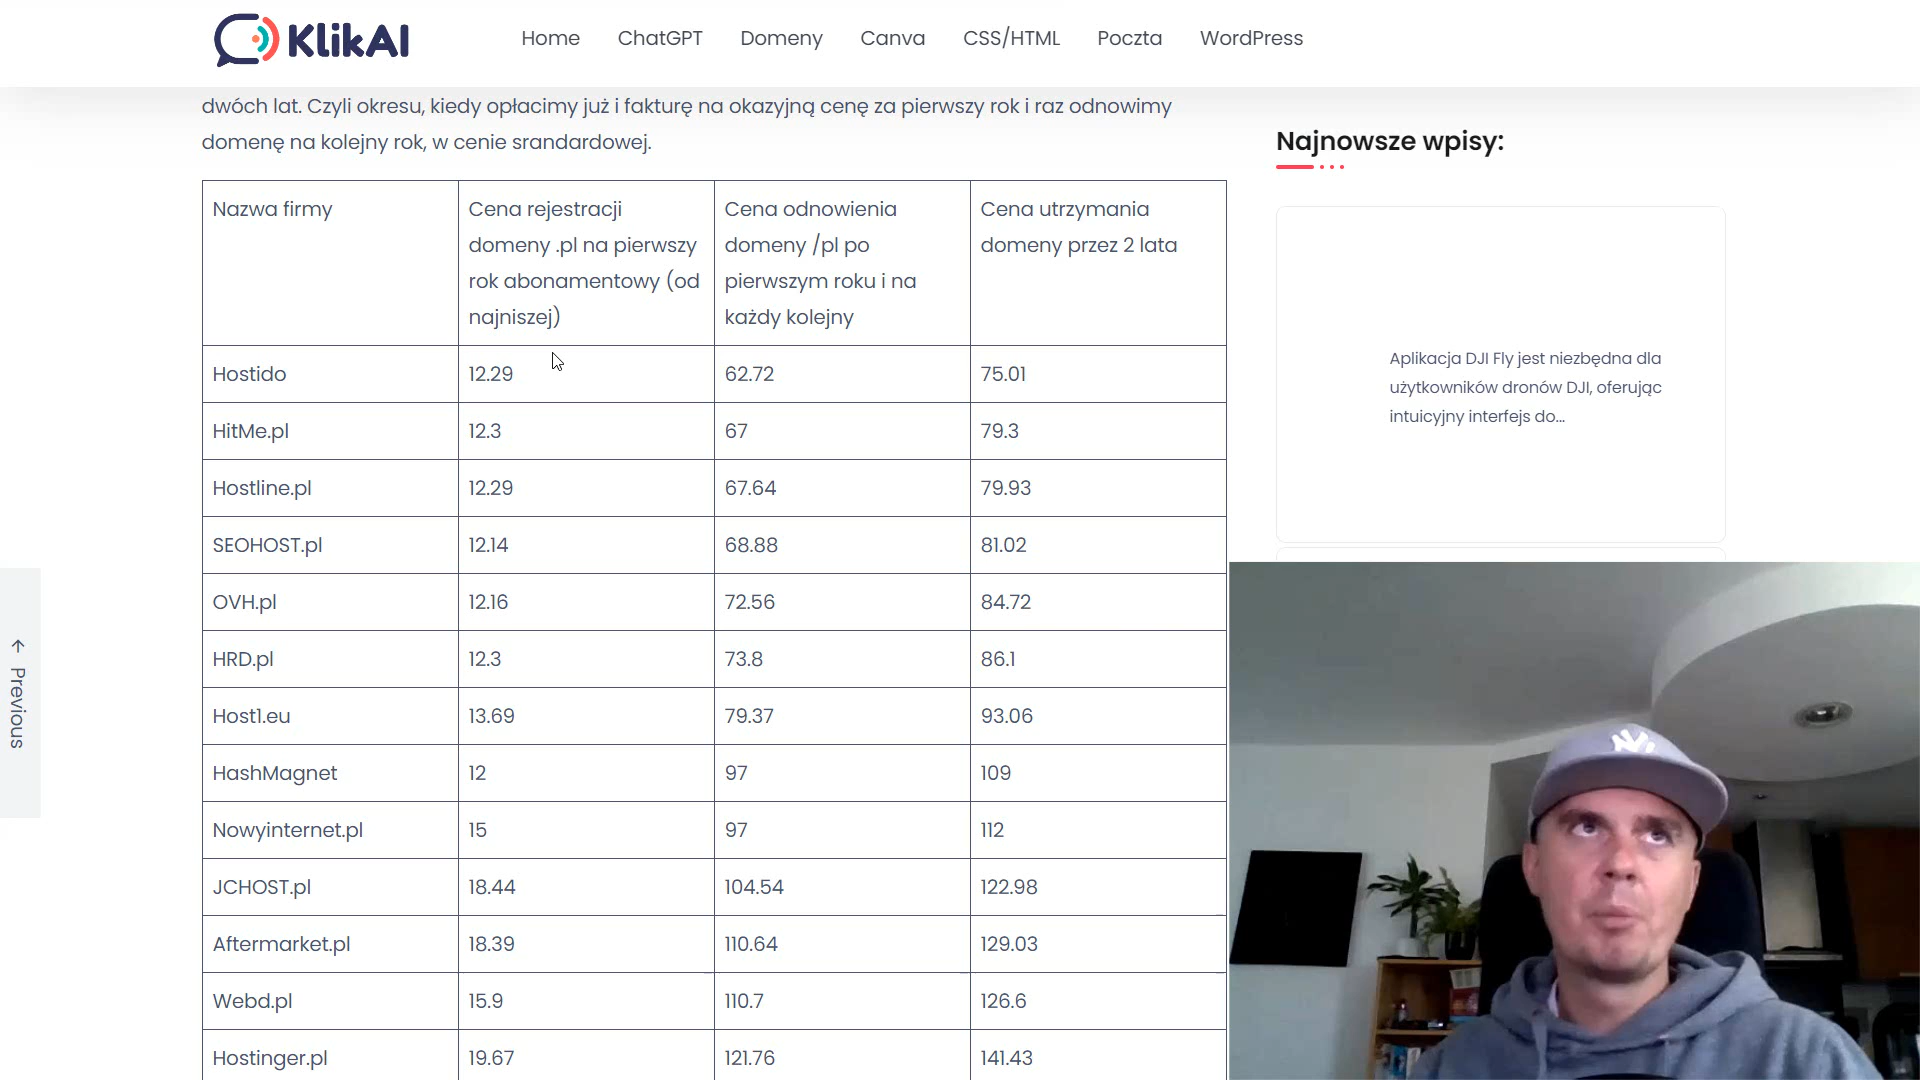 KlikAI
Home ChatGPT Domeny Canva CSS/HTML Poczta WordPress
dwóch lat. Czyli okresu, kiedy opłacimy już i fakturę na okazyjną cenę za pierwszy rok i raz odnowimy
domenę na kolejny rok, w cenie srandardowej.
Nazwa firmy
Cena rejestracji
domeny .pl na pierwszy
rok abonamentowy (od
najniszej)
Cena odnowienia
domeny /pl po
pierwszym roku i na
każdy kolejny
Cena utrzymania
domeny przez 2 lata
Hostido 12.29 62.72 75.01
HitMe.pl 12.3 67 79.3
Hostline.pl 12.29 67.64 79.93
SEOHOST.pl 12.14 68.88 81.02
OVH.pl 12.16 72.56 84.72
HRD.pl 12.3 73.8 86.1
Host1.eu 13.69 79.37 93.06
HashMagnet 12 97 109
Nowyinternet.pl 15 97 112
JCHOST.pl 18.44 104.54 122.98
Aftermarket.pl 18.39 110.64 129.03
Webd.pl 15.9 110.7 126.6
Hostinger.pl 19.67 121.76 141.43
Najnowsze wpisy:
Aplikacja DJI Fly jest niezbędna dla
użytkowników dronów DJI, oferując
intuicyjny interfejs do...
← Previous
NY